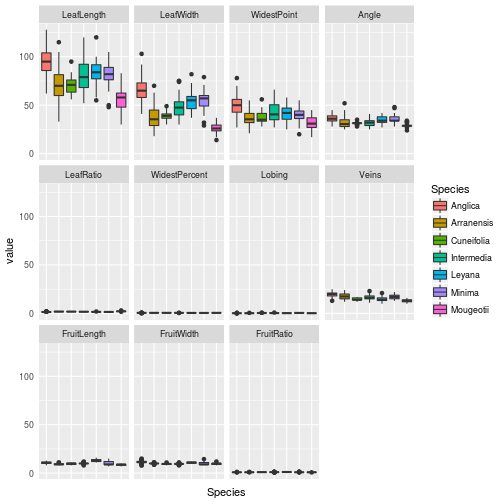 LeafLength LeafWidth WidestPoint Angle
100
50
0
LeafRatio WidestPercent Lobing Veins
100
50
0
FruitLength FruitWidth FruitRatio
100
50
0
value
Species
Species
Anglica
Arranensis
Cuneifolia
Intermedia
Leyana
Minima
Mougeotii